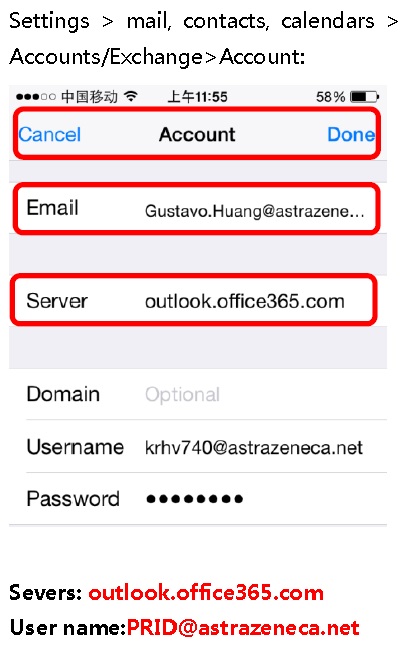 Settings > mail, contacts, calendars >
Accounts/Exchange>Account:
中国移动 上午11:55 58%
Cancel Account Done
Email Gustavo.Huang@astrazene...
Server outlook.office365.com
Domain Optional
Username krhv740@astrazeneca.net
Password ●●●●●●●●
Severs: outlook.office365.com
User name:PRID@astrazeneca.net